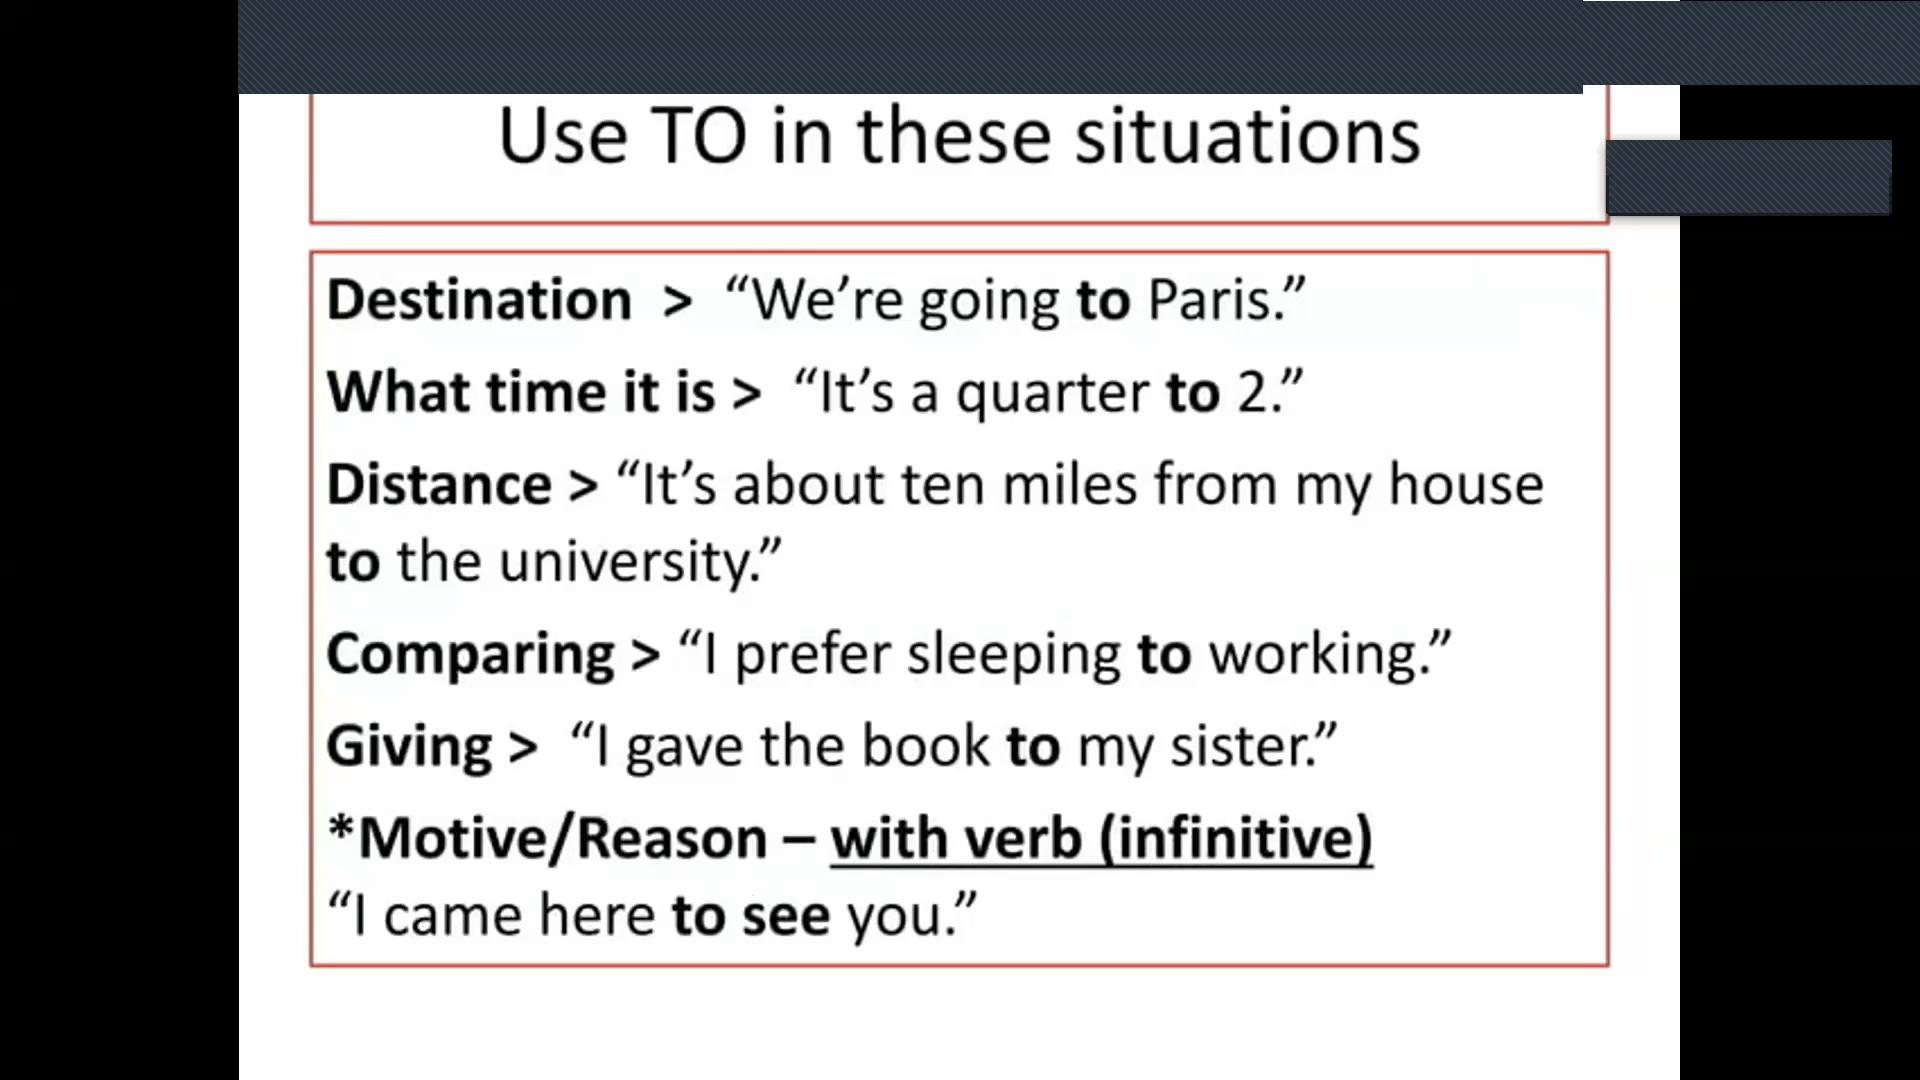 Use TO in these situations
Destination > “We’re going to Paris.”
What time it is > “It’s a quarter to 2.”
Distance > “It’s about ten miles from my house
to the university.”
Comparing > “I prefer sleeping to working.”
Giving > “I gave the book to my sister.”
*Motive/Reason – with verb (infinitive)
“I came here to see you.”